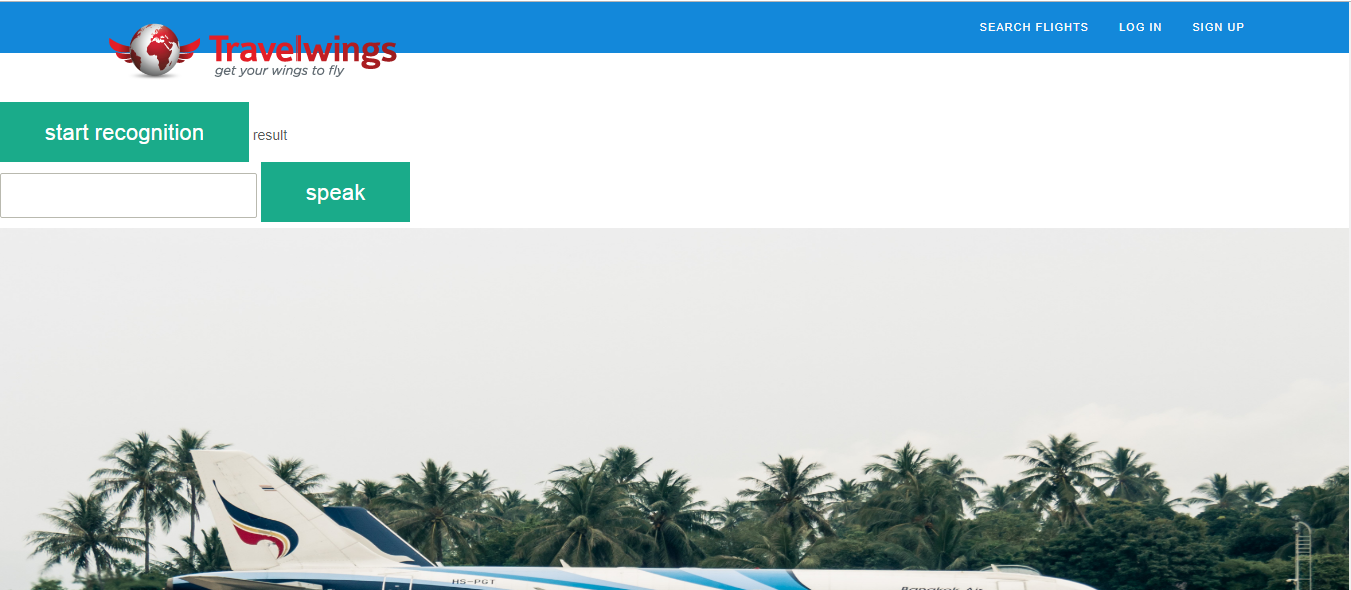 SEARCH FLIGHTS LOG IN SIGN UP
Travelwings
get your wings to fly
start recognition result
speak
HS-PGT
Bangkok Air